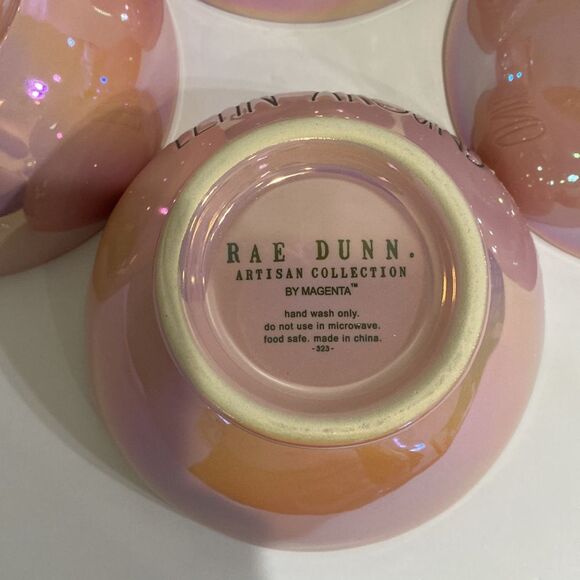 RAE DUNN.
ARTISAN COLLECTION
BY MAGENTA™
hand wash only.
do not use in microwave.
food safe. made in china.
-323-